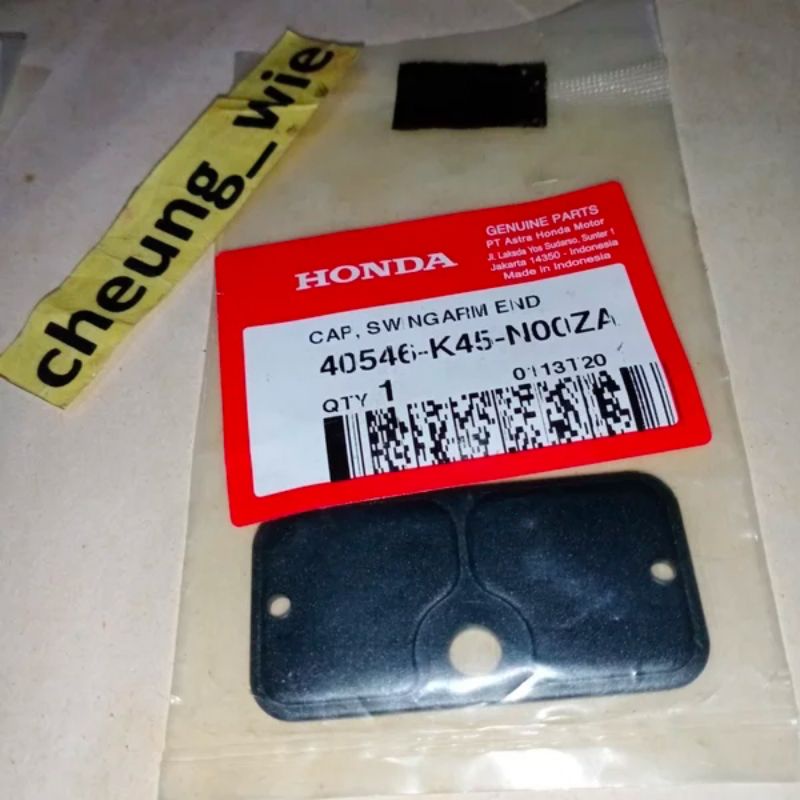 cheung_wie
HONDA
GENUINE PARTS
PT Astra Honda Motor
Jl. Laksda Yos Sudarso, Sunter 1
Jakarta 14350 - Indonesia
Made in Indonesia
CAP, SWINGARM END
40546-K45-N00ZA
0113T20
QTY 1